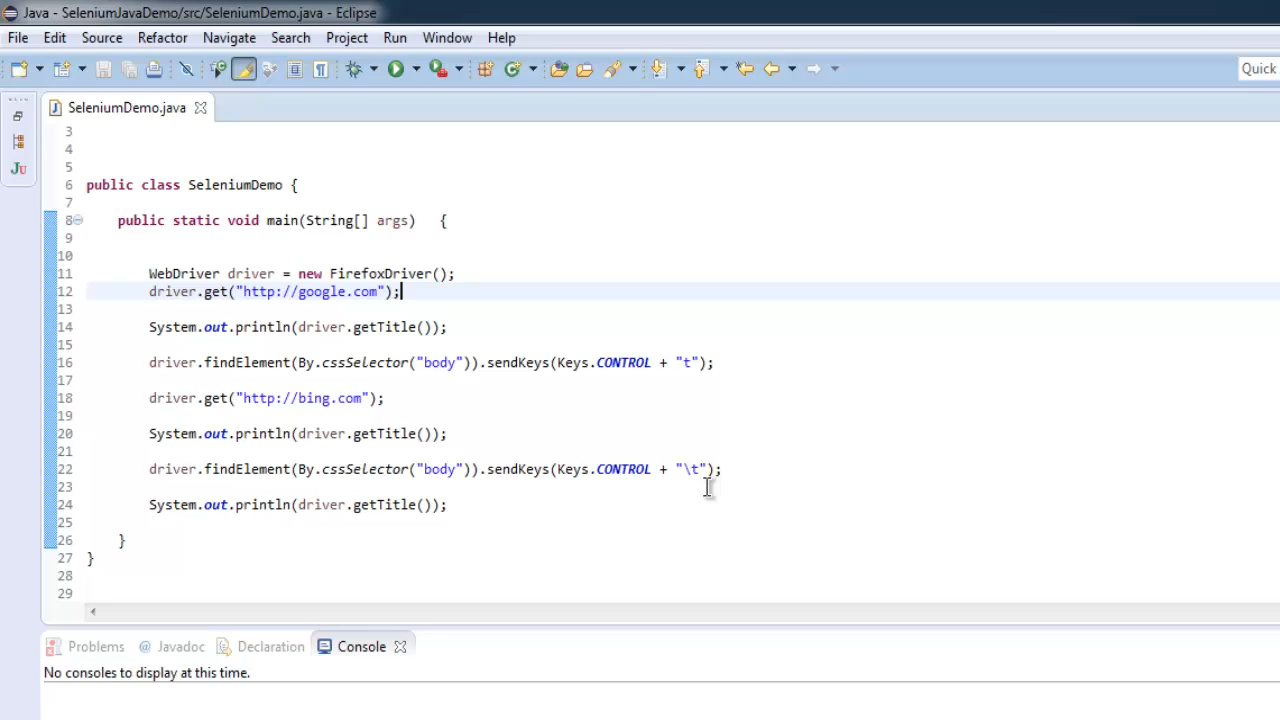 Java - SeleniumJavaDemo/src/SeleniumDemo.java - Eclipse
File Edit Source Refactor Navigate Search Project Run Window Help
Quick
SeleniumDemo.java
3
4
5
6 public class SeleniumDemo {
7
8 public static void main(String[] args) {
9
10
11 WebDriver driver = new FirefoxDriver();
12 driver.get("http://google.com");
13
14 System.out.println(driver.getTitle());
15
16 driver.findElement(By.cssSelector("body")).sendKeys(Keys.CONTROL + "t");
17
18 driver.get("http://bing.com");
19
20 System.out.println(driver.getTitle());
21
22 driver.findElement(By.cssSelector("body")).sendKeys(Keys.CONTROL + "\t");
23
24 System.out.println(driver.getTitle());
25
26 }
27 }
28
29
Problems @ Javadoc Declaration Console
No consoles to display at this time.